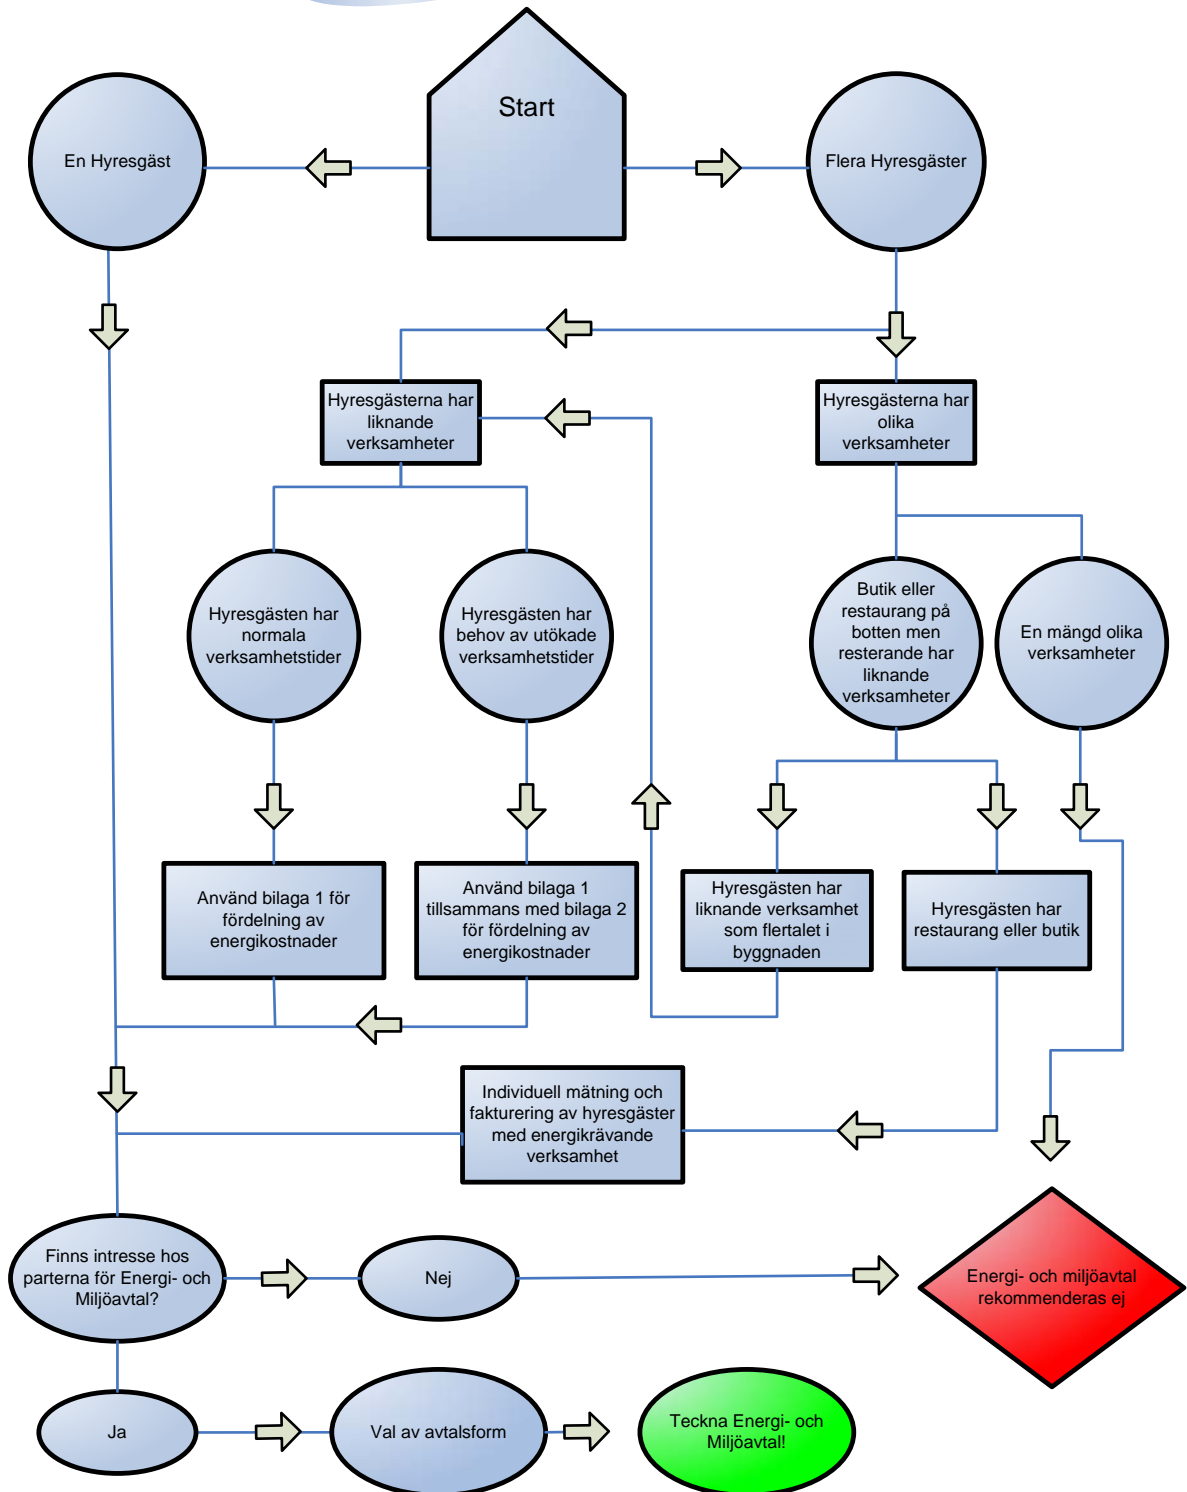 Start
En Hyresgäst
Flera Hyresgäster
Hyresgästerna har
liknande
verksamheter
Hyresgästerna har
olika
verksamheter
Hyresgästen har
normala
verksamhetstider
Hyresgästen har
behov av utökade
verksamhetstider
Butik eller
restaurang på
botten men
resterande har
liknande
verksamheter
En mängd olika
verksamheter
Använd bilaga 1 för
fördelning av
energikostnader
Använd bilaga 1
tillsammans med bilaga 2
för fördelning av
energikostnader
Hyresgästen har
liknande verksamhet
som flertalet i
byggnaden
Hyresgästen har
restaurang eller butik
Individuell mätning och
fakturering av hyresgäster
med energikrävande
verksamhet
Finns intresse hos
parterna för Energi- och
Miljöavtal?
Nej
Energi- och miljöavtal
rekommenderas ej
Ja
Val av avtalsform
Teckna Energi- och
Miljöavtal!